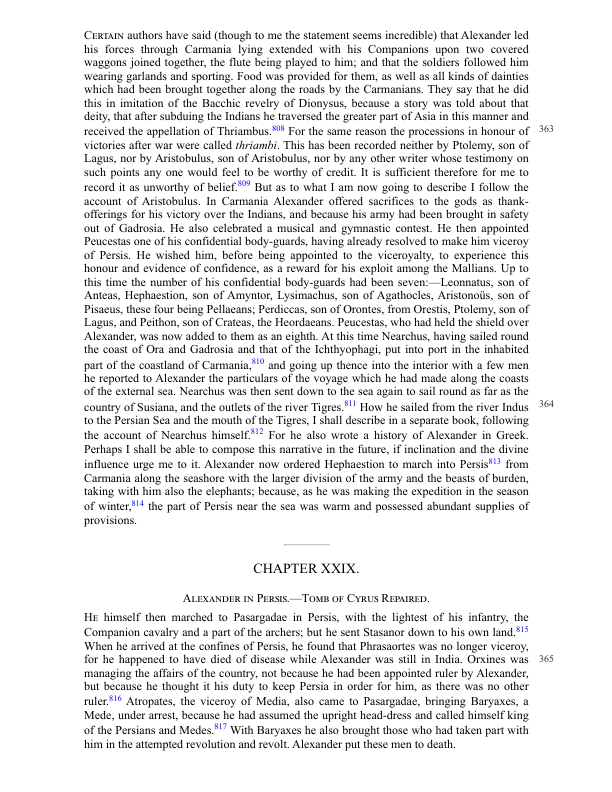 CERTAIN authors have said (though to me the statement seems incredible) that Alexander led
his forces through Carmania lying extended with his Companions upon two covered
waggons joined together, the flute being played to him; and that the soldiers followed him
wearing garlands and sporting. Food was provided for them, as well as all kinds of dainties
which had been brought together along the roads by the Carmanians. They say that he did
this in imitation of the Bacchic revelry of Dionysus, because a story was told about that
deity, that after subduing the Indians he traversed the greater part of Asia in this manner and
received the appellation of Thriambus.808 For the same reason the processions in honour of 363
victories after war were called thriambi. This has been recorded neither by Ptolemy, son of
Lagus, nor by Aristobulus, son of Aristobulus, nor by any other writer whose testimony on
such points any one would feel to be worthy of credit. It is sufficient therefore for me to
record it as unworthy of belief.809 But as to what I am now going to describe I follow the
account of Aristobulus. In Carmania Alexander offered sacrifices to the gods as thank-
offerings for his victory over the Indians, and because his army had been brought in safety
out of Gadrosia. He also celebrated a musical and gymnastic contest. He then appointed
Peucestas one of his confidential body-guards, having already resolved to make him viceroy
of Persis. He wished him, before being appointed to the viceroyalty, to experience this
honour and evidence of confidence, as a reward for his exploit among the Mallians. Up to
this time the number of his confidential body-guards had been seven:—Leonnatus, son of
Anteas, Hephaestion, son of Amyntor, Lysimachus, son of Agathocles, Aristonoüs, son of
Pisaeus, these four being Pellaeans; Perdiccas, son of Orontes, from Orestis, Ptolemy, son of
Lagus, and Peithon, son of Crateas, the Heordaeans. Peucestas, who had held the shield over
Alexander, was now added to them as an eighth. At this time Nearchus, having sailed round
the coast of Ora and Gadrosia and that of the Ichthyophagi, put into port in the inhabited
part of the coastland of Carmania,810 and going up thence into the interior with a few men
he reported to Alexander the particulars of the voyage which he had made along the coasts
of the external sea. Nearchus was then sent down to the sea again to sail round as far as the
country of Susiana, and the outlets of the river Tigres.811 How he sailed from the river Indus 364
to the Persian Sea and the mouth of the Tigres, I shall describe in a separate book, following
the account of Nearchus himself.812 For he also wrote a history of Alexander in Greek.
Perhaps I shall be able to compose this narrative in the future, if inclination and the divine
influence urge me to it. Alexander now ordered Hephaestion to march into Persis813 from
Carmania along the seashore with the larger division of the army and the beasts of burden,
taking with him also the elephants; because, as he was making the expedition in the season
of winter,814 the part of Persis near the sea was warm and possessed abundant supplies of
provisions.
CHAPTER XXIX.
ALEXANDER IN PERSIS.—TOMB OF CYRUS REPAIRED.
HE himself then marched to Pasargadae in Persis, with the lightest of his infantry, the
Companion cavalry and a part of the archers; but he sent Stasanor down to his own land.815
When he arrived at the confines of Persis, he found that Phrasaortes was no longer viceroy,
for he happened to have died of disease while Alexander was still in India. Orxines was 365
managing the affairs of the country, not because he had been appointed ruler by Alexander,
but because he thought it his duty to keep Persia in order for him, as there was no other
ruler.816 Atropates, the viceroy of Media, also came to Pasargadae, bringing Baryaxes, a
Mede, under arrest, because he had assumed the upright head-dress and called himself king
of the Persians and Medes.817 With Baryaxes he also brought those who had taken part with
him in the attempted revolution and revolt. Alexander put these men to death.